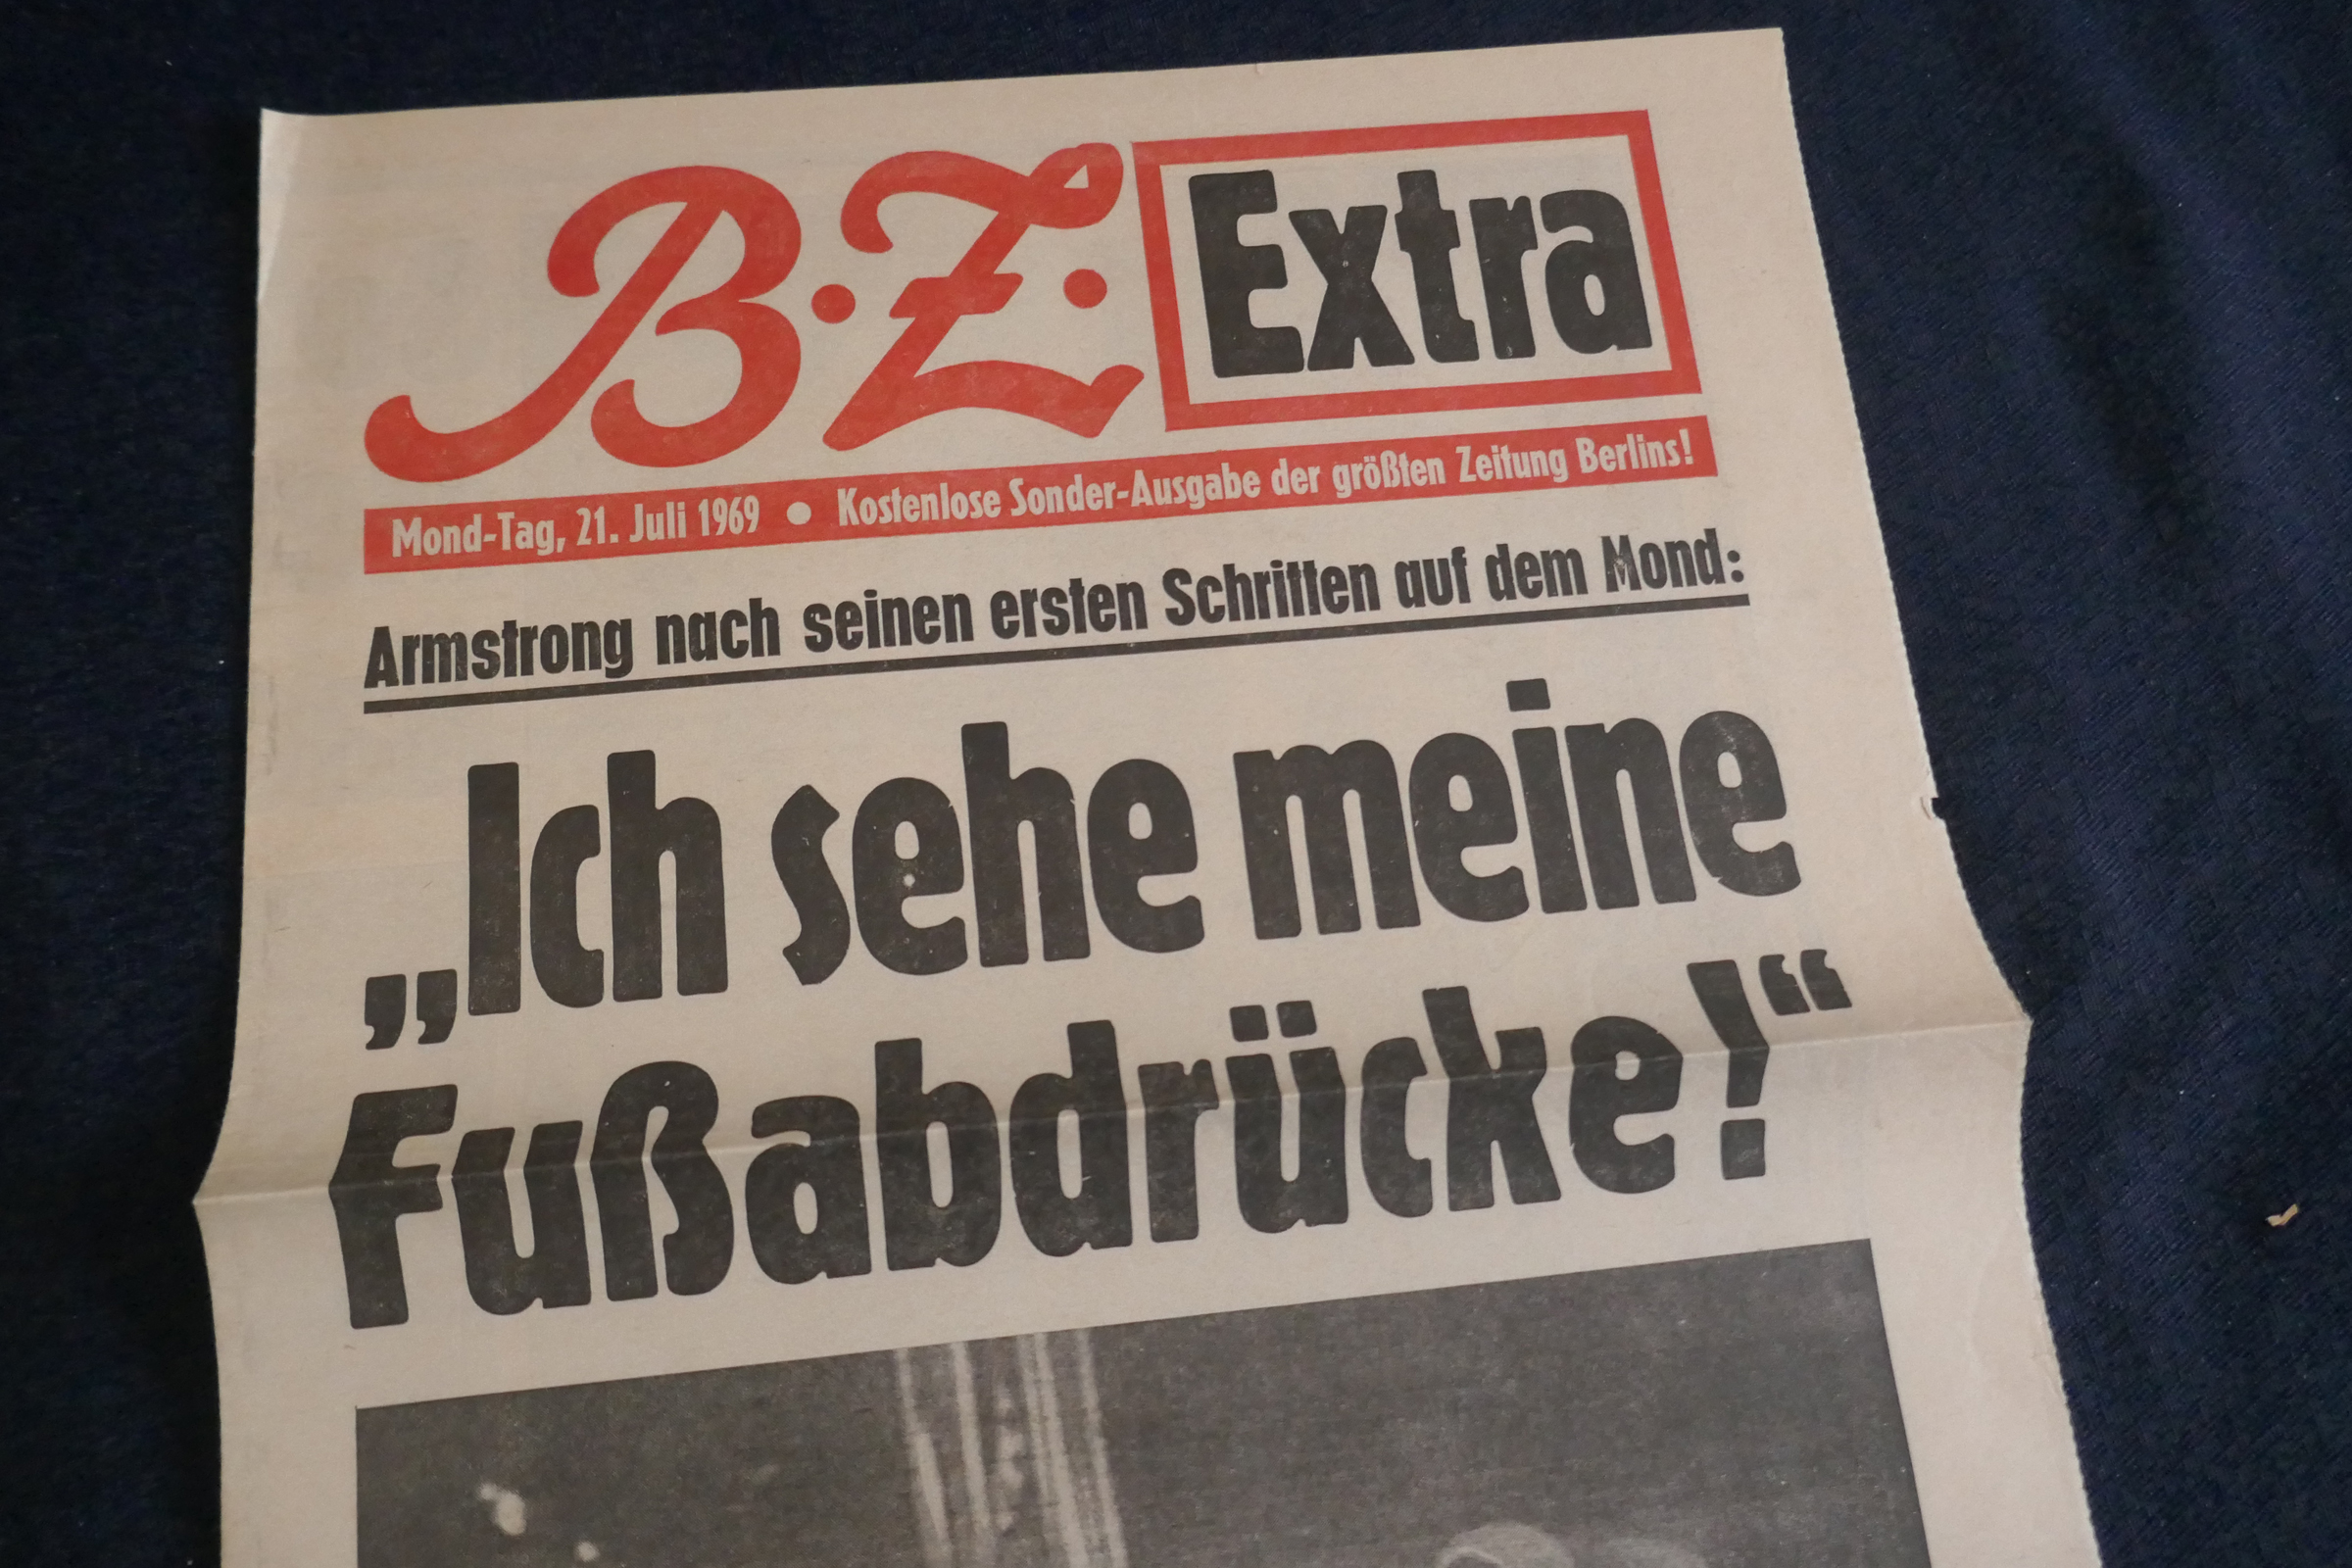 B·Z· Extra
Mond-Tag, 21. Juli 1969 ● Kostenlose Sonder-Ausgabe der größten Zeitung Berlins!
Armstrong nach seinen ersten Schritten auf dem Mond:
„Ich sehe meine
Fußabdrücke!“